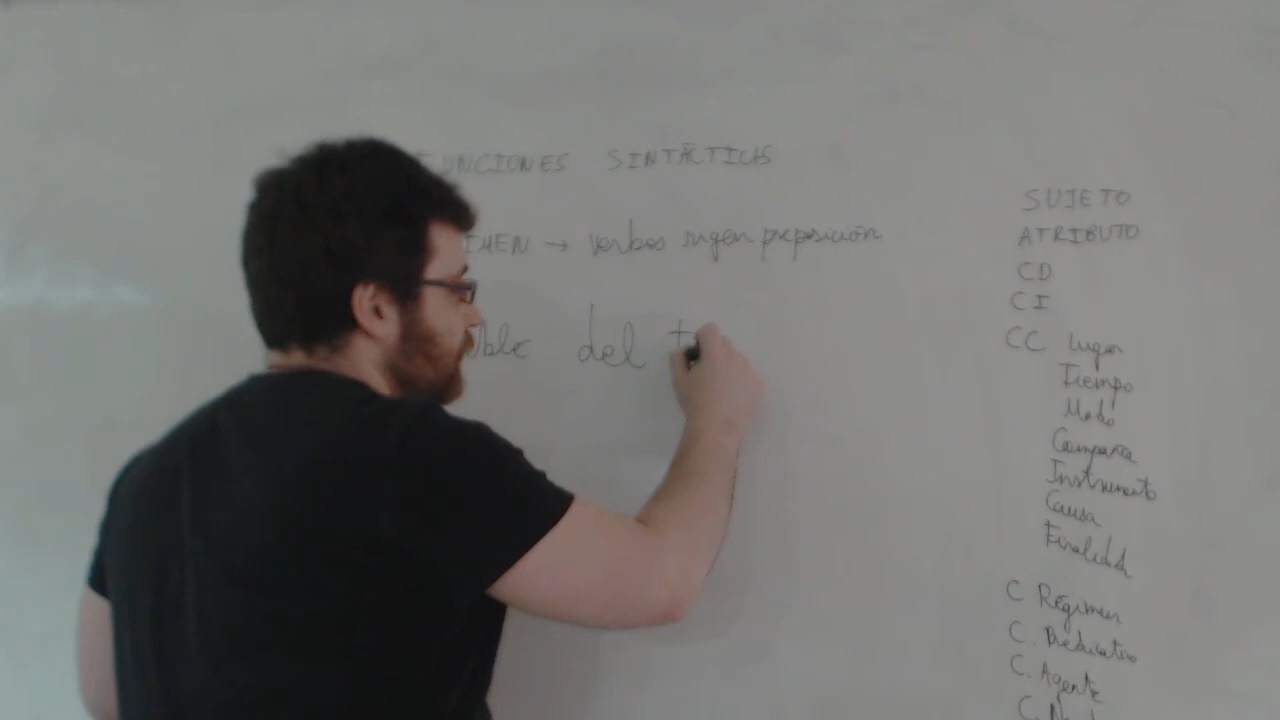 FUNCIONES SINTÁCTICAS
IMEN → verbos rigen preposición
del
SUJETO
ATRIBUTO
CD
CI
CC lugar
Tiempo
Modo
Compañía
Instrumento
Causa
Finalidad
C Régimen
C. Predicativo
C. Agente